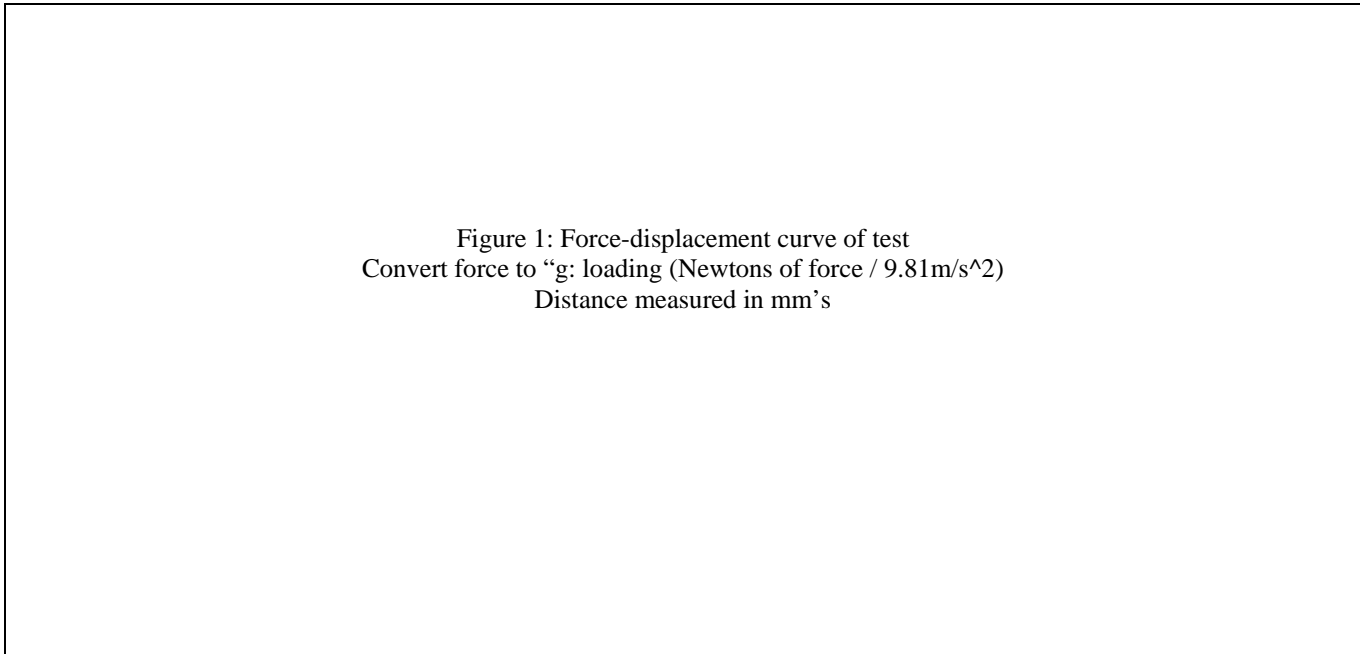 Figure 1: Force-displacement curve of test
Convert force to “g: loading (Newtons of force / 9.81m/s^2)
Distance measured in mm’s